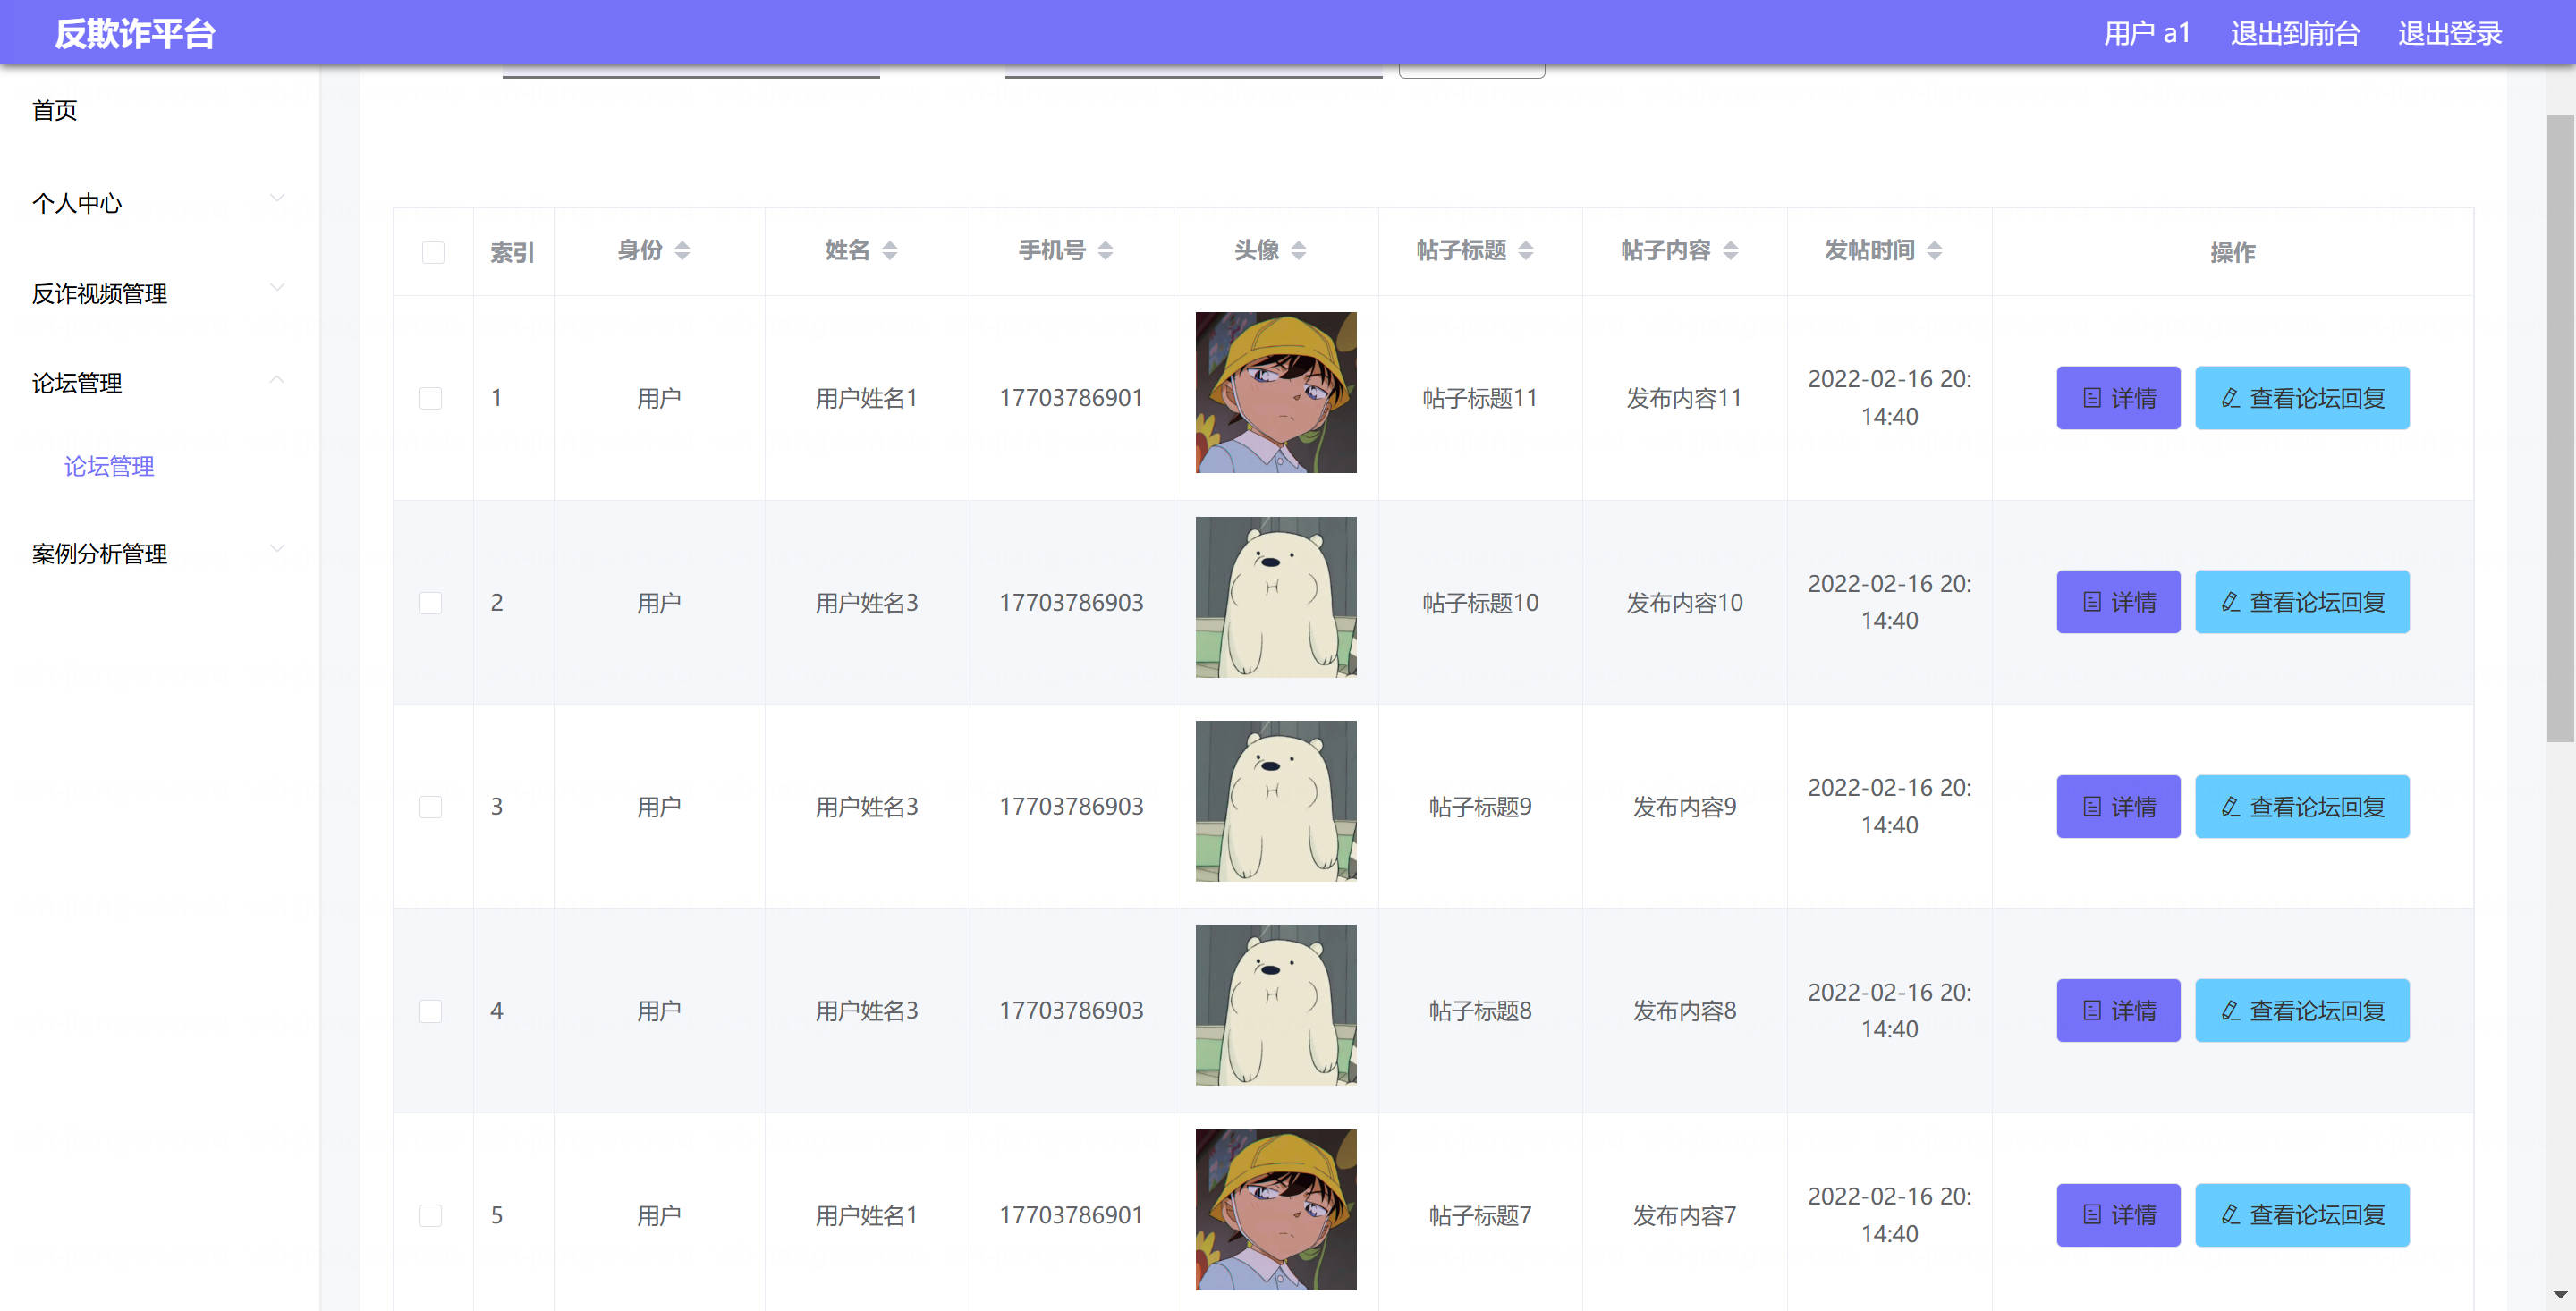 反欺诈平台 用户 a1 退出到前台 退出登录
首页
个人中心
反诈视频管理
论坛管理
论坛管理
案例分析管理
索引 身份 姓名 手机号 头像 帖子标题 帖子内容 发帖时间 操作
1 用户 用户姓名1 17703786901 帖子标题11 发布内容11 2022-02-16 20:
14:40 详情 查看论坛回复
2 用户 用户姓名3 17703786903 帖子标题10 发布内容10 2022-02-16 20:
14:40 详情 查看论坛回复
3 用户 用户姓名3 17703786903 帖子标题9 发布内容9 2022-02-16 20:
14:40 详情 查看论坛回复
4 用户 用户姓名3 17703786903 帖子标题8 发布内容8 2022-02-16 20:
14:40 详情 查看论坛回复
5 用户 用户姓名1 17703786901 帖子标题7 发布内容7 2022-02-16 20:
14:40 详情 查看论坛回复